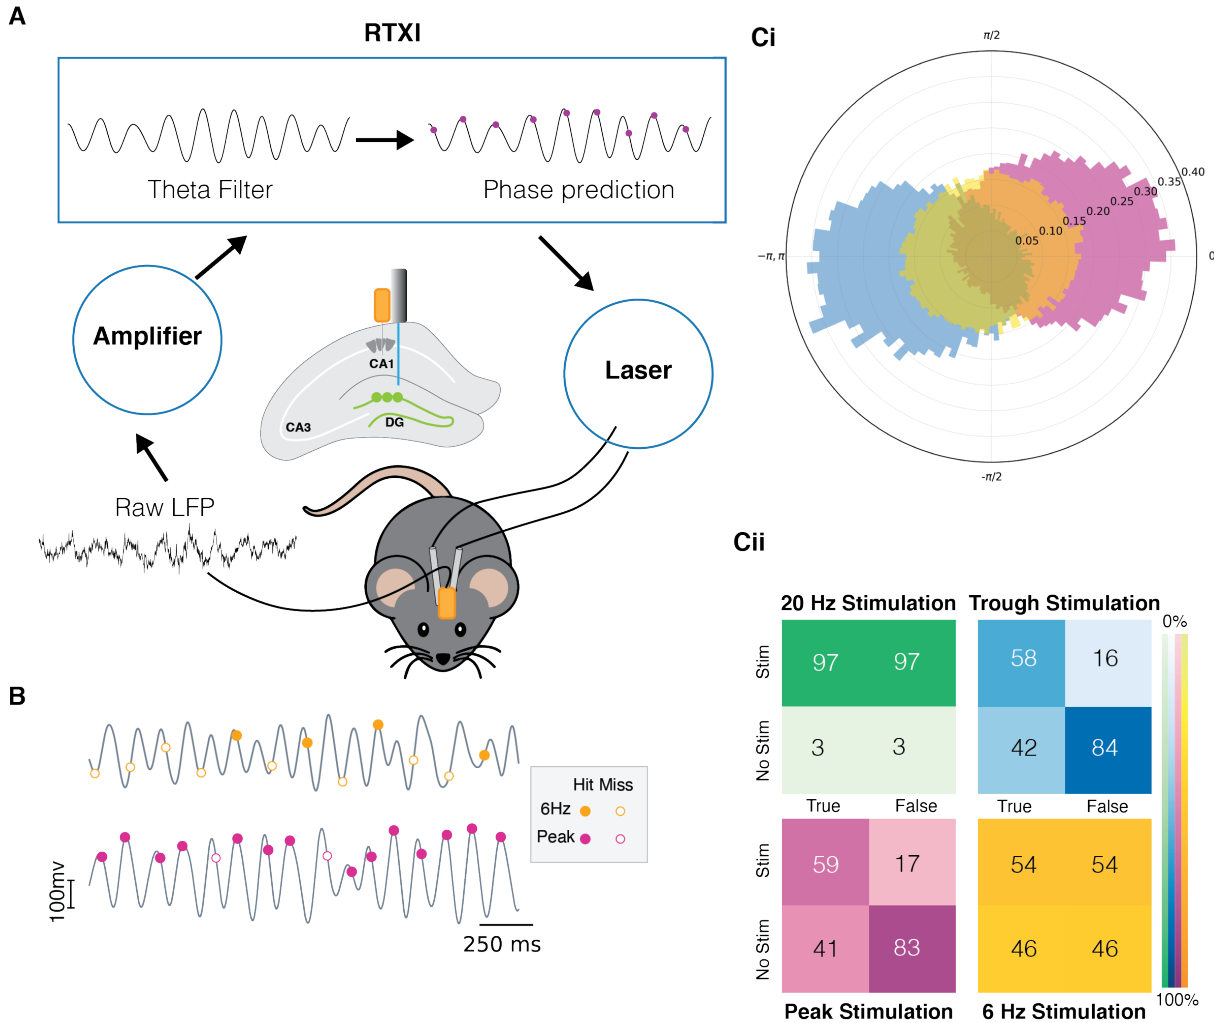 A
RTXI
Theta Filter
Phase prediction
Amplifier
Laser
CA1
CA3
DG
Raw LFP
B
Hit Miss
6Hz
Peak
100mv
250 ms
Ci
π/2
0.40
0.35
0.30
0.25
0.20
0.15
0.10
0.05
−π, π
0
-π/2
Cii
20 Hz Stimulation
Trough Stimulation
0%
Stim
97 97
58 16
No Stim
3 3
42 84
True False
True False
Stim
59 17
54 54
No Stim
41 83
46 46
100%
Peak Stimulation
6 Hz Stimulation